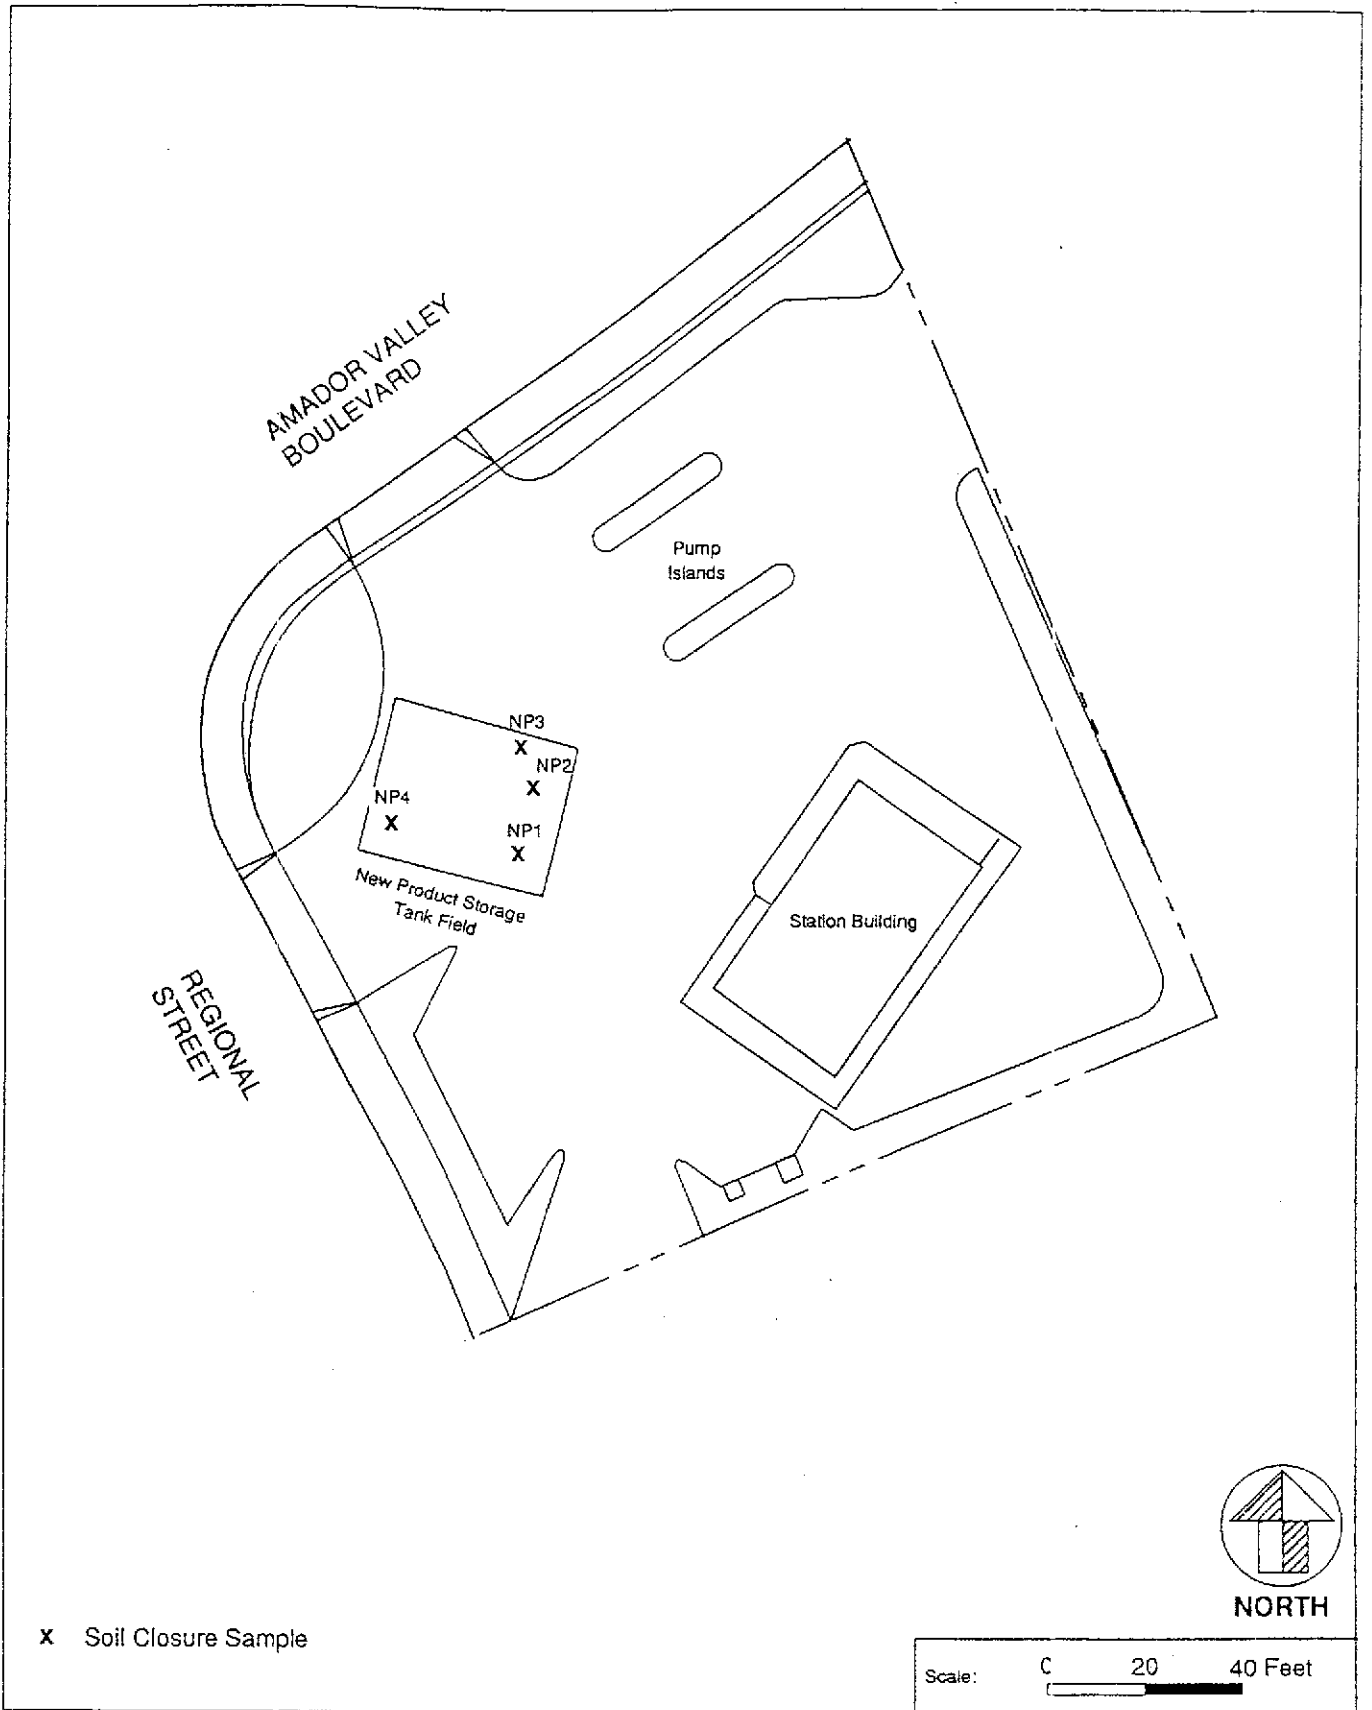 AMADOR VALLEY
BOULEVARD
Pump
Islands
NP3
X
NP2
X
NP4
X
NP1
X
New Product Storage
Tank Field
Station Building
REGIONAL
STREET
NORTH
X Soil Closure Sample
Scale: 0 20 40 Feet